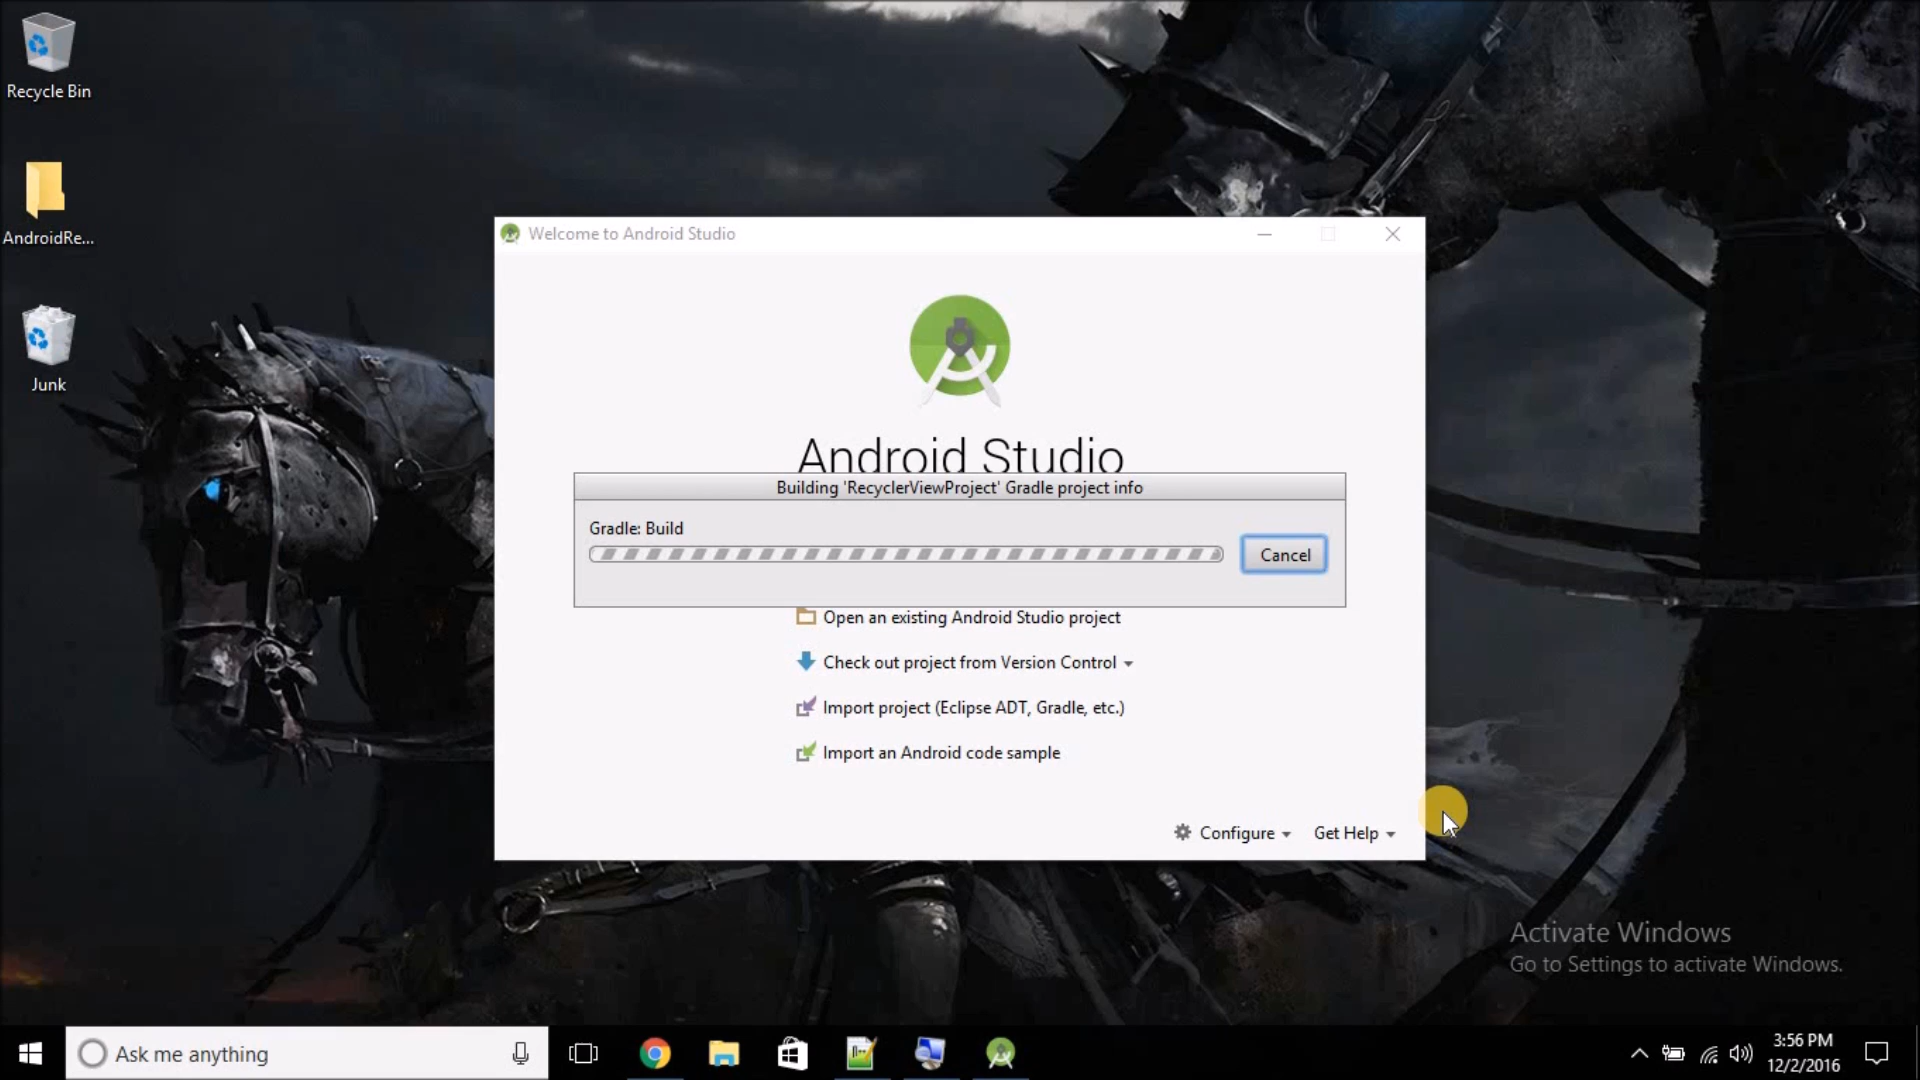 Recycle Bin
AndroidRe...
Junk
Welcome to Android Studio
Android Studio
Building 'RecyclerViewProject' Gradle project info
Gradle: Build
Cancel
Open an existing Android Studio project
Check out project from Version Control
Import project (Eclipse ADT, Gradle, etc.)
Import an Android code sample
Configure
Get Help
Activate Windows
Go to Settings to activate Windows.
Ask me anything
3:56 PM
12/2/2016